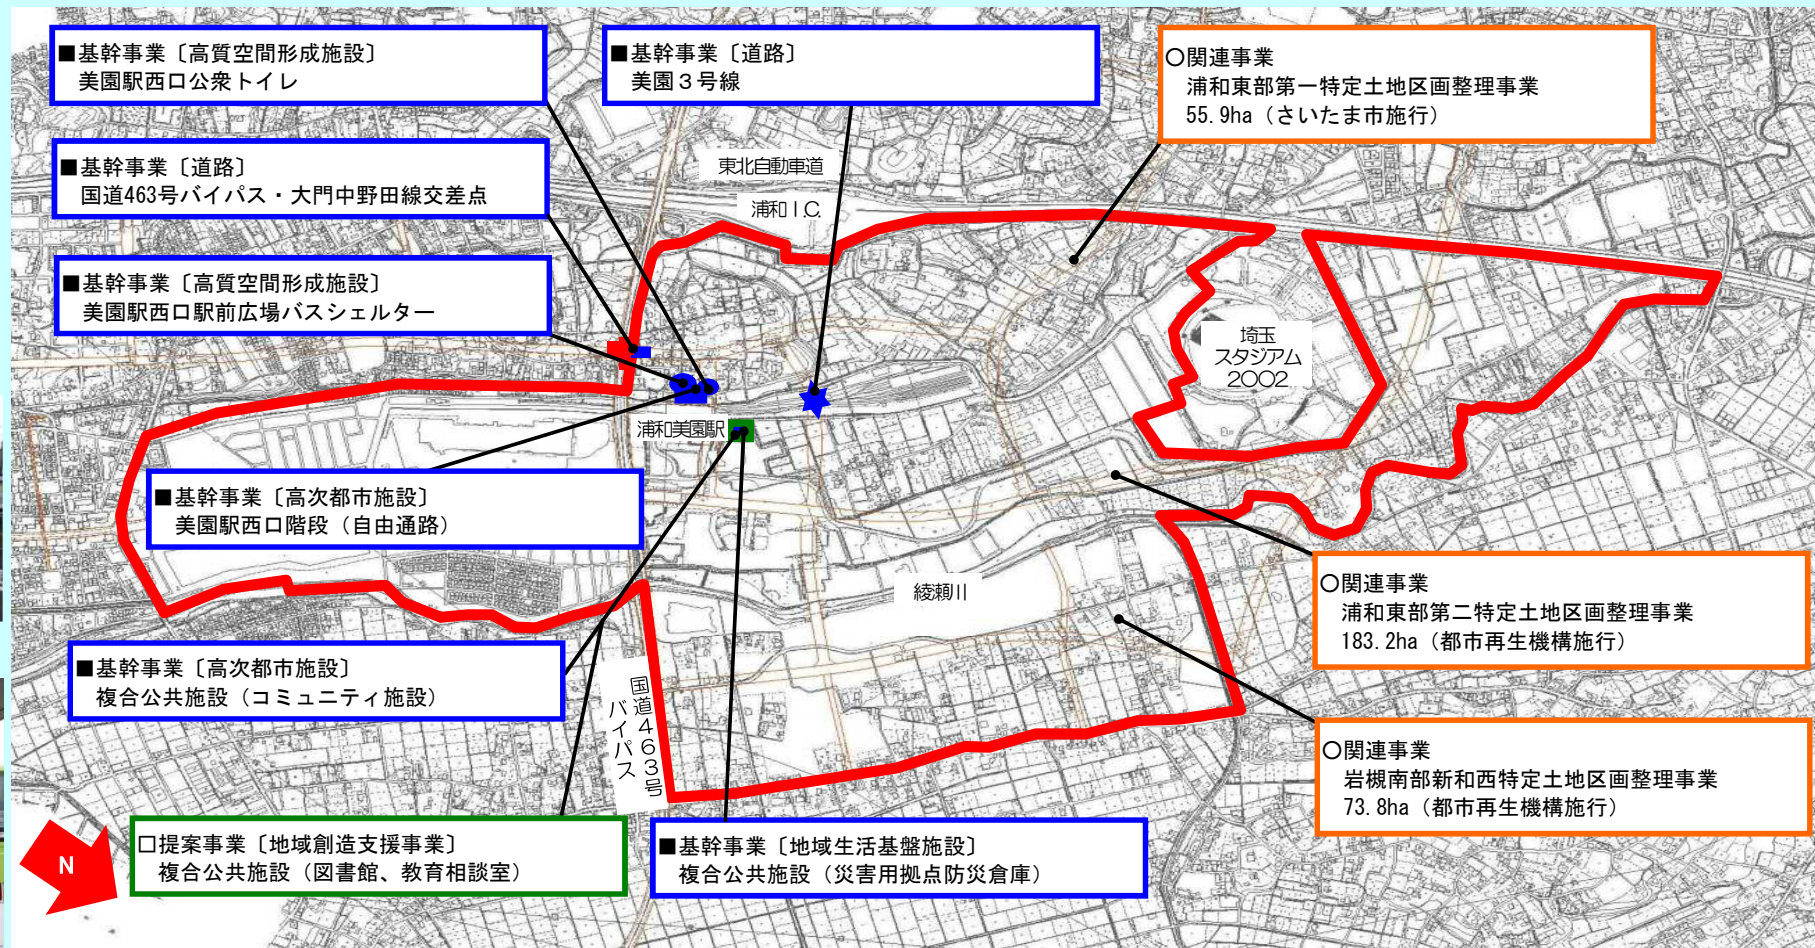 ■基幹事業〔高質空間形成施設〕
美園駅西口公衆トイレ
■基幹事業〔道路〕
美園３号線
○関連事業
浦和東部第一特定土地区画整理事業
55.9ha（さいたま市施行）
■基幹事業〔道路〕
国道463号バイパス・大門中野田線交差点
東北自動車道
浦和I.C.
■基幹事業〔高質空間形成施設〕
美園駅西口駅前広場バスシェルター
埼玉
スタジアム
2002
浦和美園駅
■基幹事業〔高次都市施設〕
美園駅西口階段（自由通路）
綾瀬川
○関連事業
浦和東部第二特定土地区画整理事業
183.2ha（都市再生機構施行）
■基幹事業〔高次都市施設〕
複合公共施設（コミュニティ施設）
国道４６３号
バイパス
○関連事業
岩槻南部新和西特定土地区画整理事業
73.8ha（都市再生機構施行）
□提案事業〔地域創造支援事業〕
複合公共施設（図書館、教育相談室）
■基幹事業〔地域生活基盤施設〕
複合公共施設（災害用拠点防災倉庫）
N